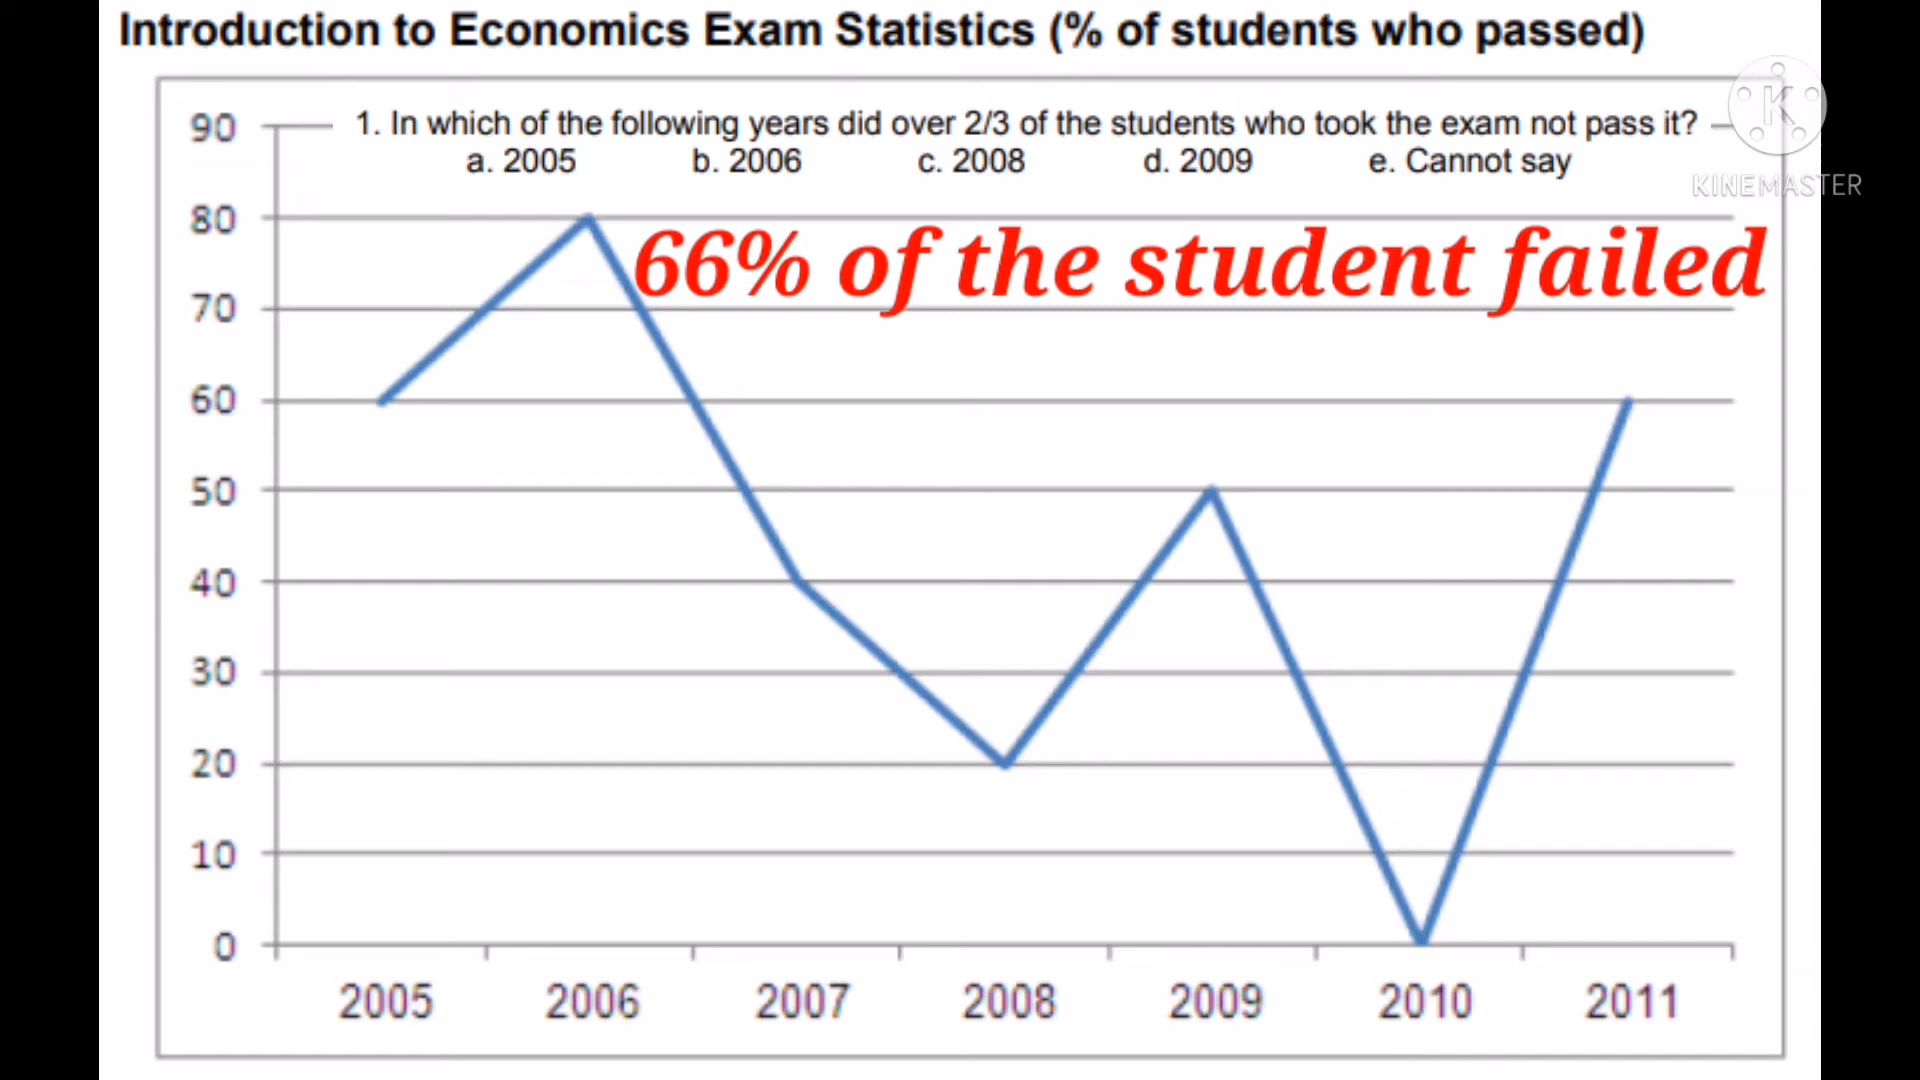 Introduction to Economics Exam Statistics (% of students who passed)
1. In which of the following years did over 2/3 of the students who took the exam not pass it?
a. 2005 b. 2006 c. 2008 d. 2009 e. Cannot say
K
KINEMASTER
66% of the student failed
90
80
70
60
50
40
30
20
10
0
2005 2006 2007 2008 2009 2010 2011